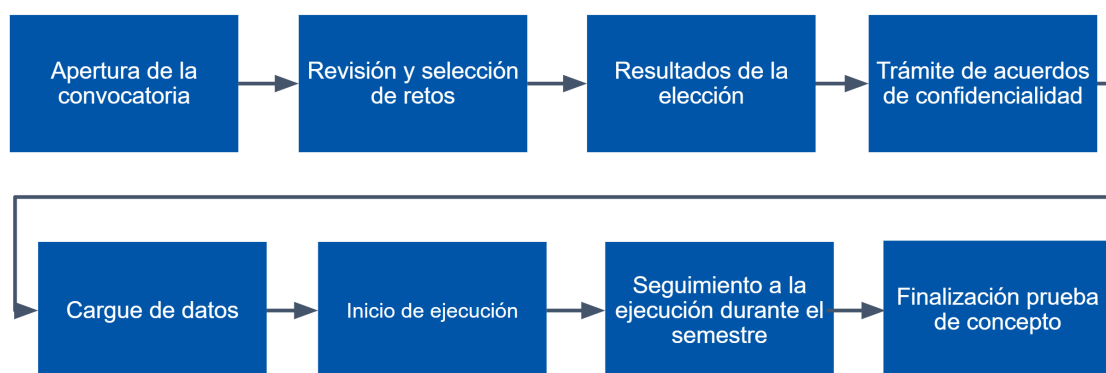 Apertura de la
convocatoria
Revisión y selección
de retos
Resultados de la
elección
Trámite de acuerdos
de confidencialidad
Cargue de datos
Inicio de ejecución
Seguimiento a la
ejecución durante el
semestre
Finalización prueba
de concepto